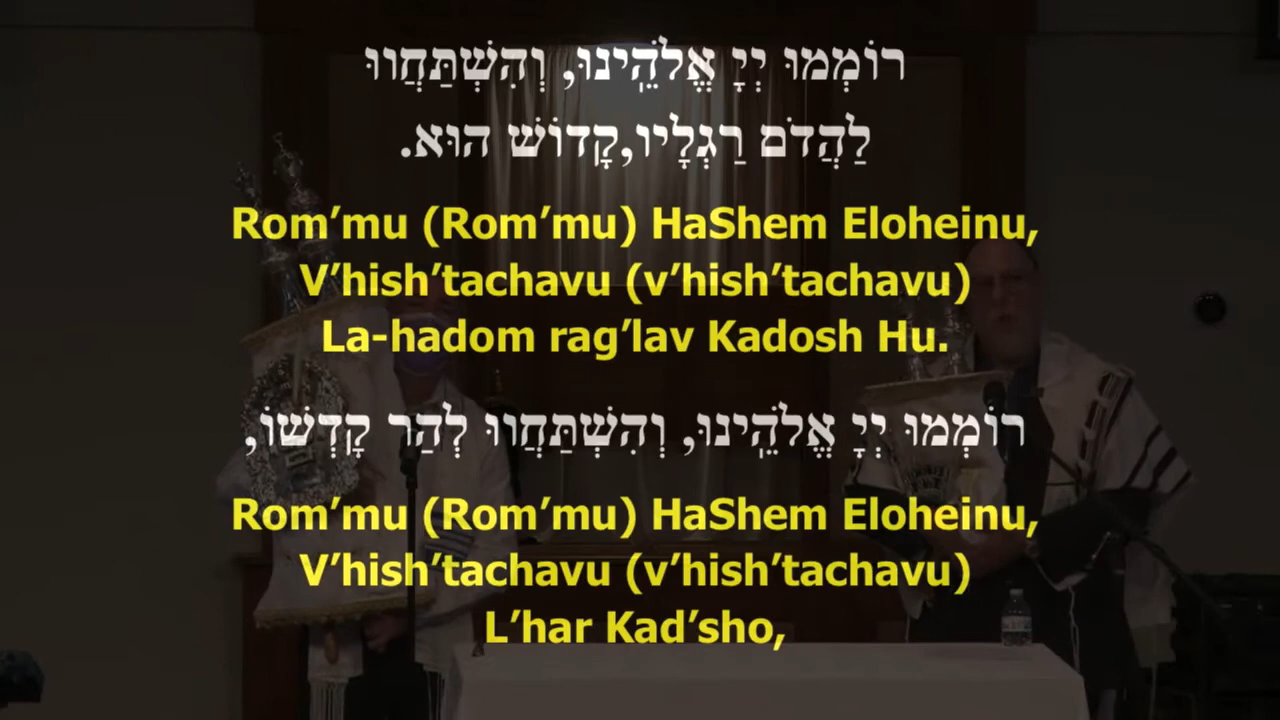 רוֹמְמוּ יְיָ אֱלֹהֵֽינוּ, וְהִשְׁתַּחֲווּ
לַהֲדֹם רַגְלָיו,קָדוֹשׁ הוּא.
Rom’mu (Rom’mu) HaShem Eloheinu,
V’hish’tachavu (v’hish’tachavu)
La-hadom rag’lav Kadosh Hu.
רוֹמְמוּ יְיָ אֱלֹהֵֽינוּ, וְהִשְׁתַּחֲווּ לְהַר קָדְשׁוֹ,
Rom’mu (Rom’mu) HaShem Eloheinu,
V’hish’tachavu (v’hish’tachavu)
L’har Kad’sho,